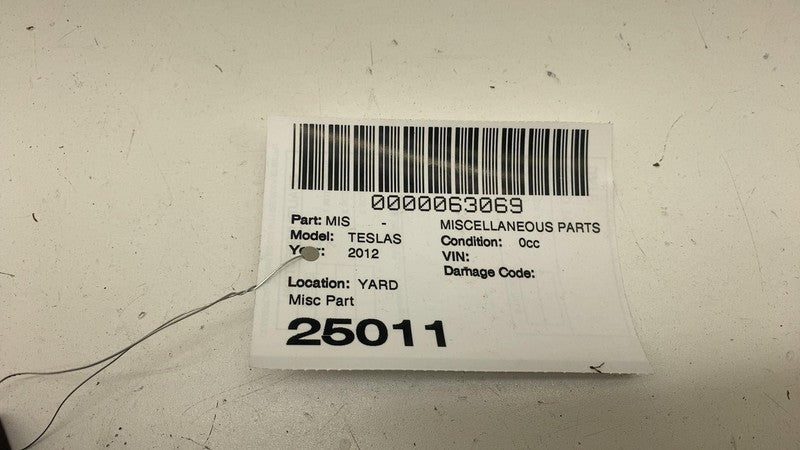 0000063069
Part: MIS - MISCELLANEOUS PARTS
Model: TESLAS Condition: 0cc
Year: 2012 VIN:
Damage Code:
Location: YARD
Misc Part
25011